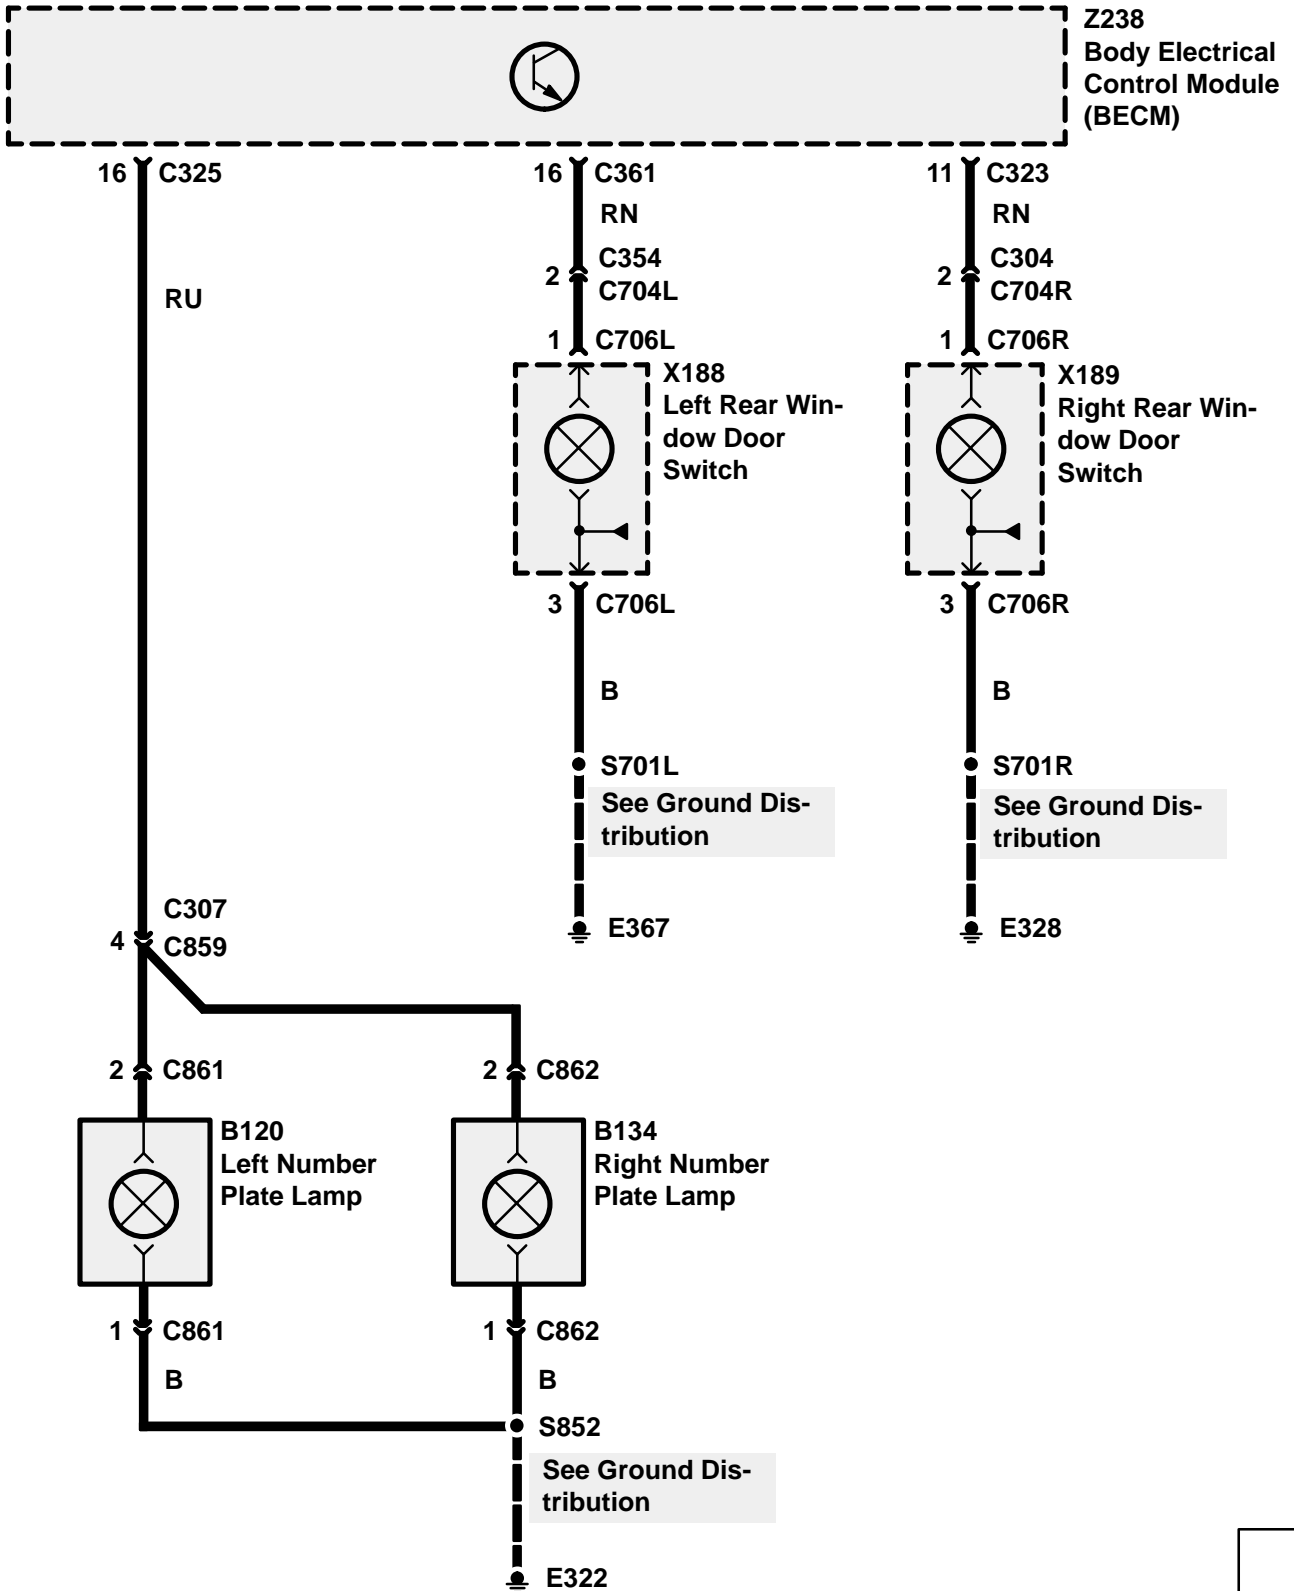 Z238
Body Electrical
Control Module
(BECM)
16 C325
16 C361
11 C323
RN
RN
C354
C304
2
2
C704L
C704R
RU
1 C706L
1 C706R
X188
Left Rear Win-
dow Door
Switch
X189
Right Rear Win-
dow Door
Switch
3 C706L
3 C706R
B
B
S701L
S701R
See Ground Dis-
tribution
See Ground Dis-
tribution
E367
E328
C307
4
C859
2 C861
2 C862
B120
Left Number
Plate Lamp
B134
Right Number
Plate Lamp
1 C861
1 C862
B
B
S852
See Ground Dis-
tribution
E322